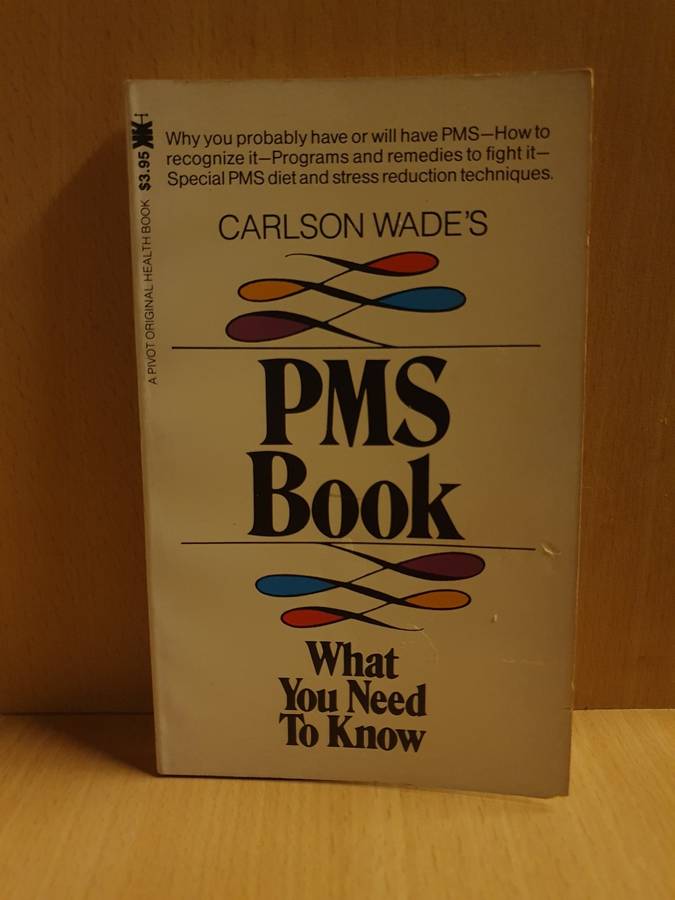 Why you probably have or will have PMS—How to
recognize it—Programs and remedies to fight it—
Special PMS diet and stress reduction techniques.
CARLSON WADE'S
PMS
Book
What
You Need
To Know
$3.95
A PIVOT ORIGINAL HEALTH BOOK